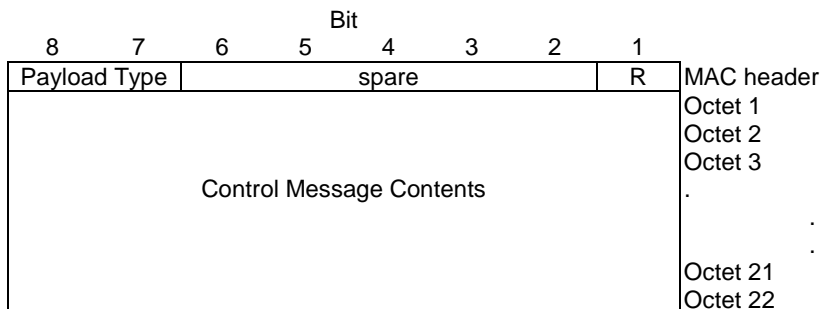 Bit
8 7 6 5 4 3 2 1
Payload Type spare R MAC header
Octet 1
Octet 2
Octet 3
Control Message Contents .
.
.
Octet 21
Octet 22